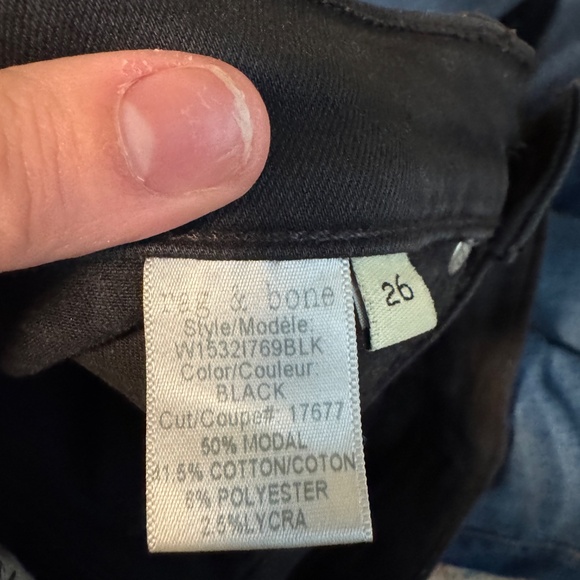 rag & bone
Style/Modèle:
W1532I769BLK
Color/Couleur:
BLACK
Cut/Coupe#: 17677
50% MODAL
41.5% COTTON/COTON
6% POLYESTER
2.5%LYCRA
26